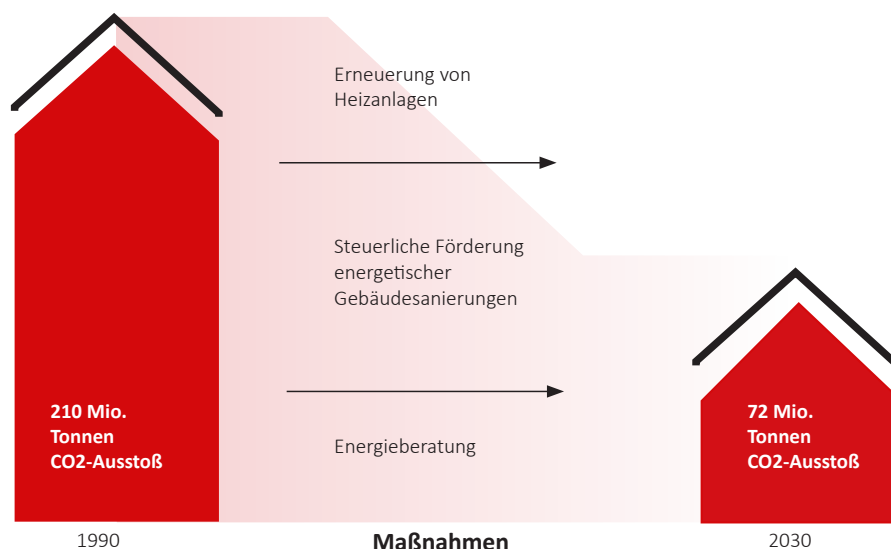 Erneuerung von
Heizanlagen
Steuerliche Förderung
energetischer
Gebäudesanierungen
210 Mio.
Tonnen
CO2-Ausstoß
Energieberatung
72 Mio.
Tonnen
CO2-Ausstoß
1990
Maßnahmen
2030